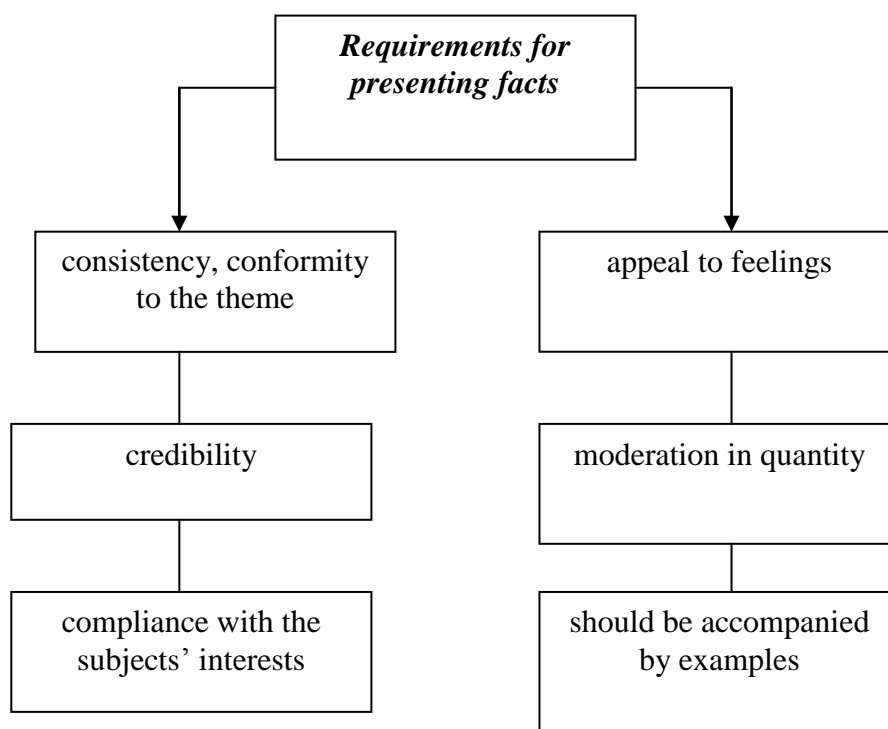 Requirements for
presenting facts
consistency, conformity
to the theme
credibility
compliance with the
subjects’ interests
appeal to feelings
moderation in quantity
should be accompanied
by examples